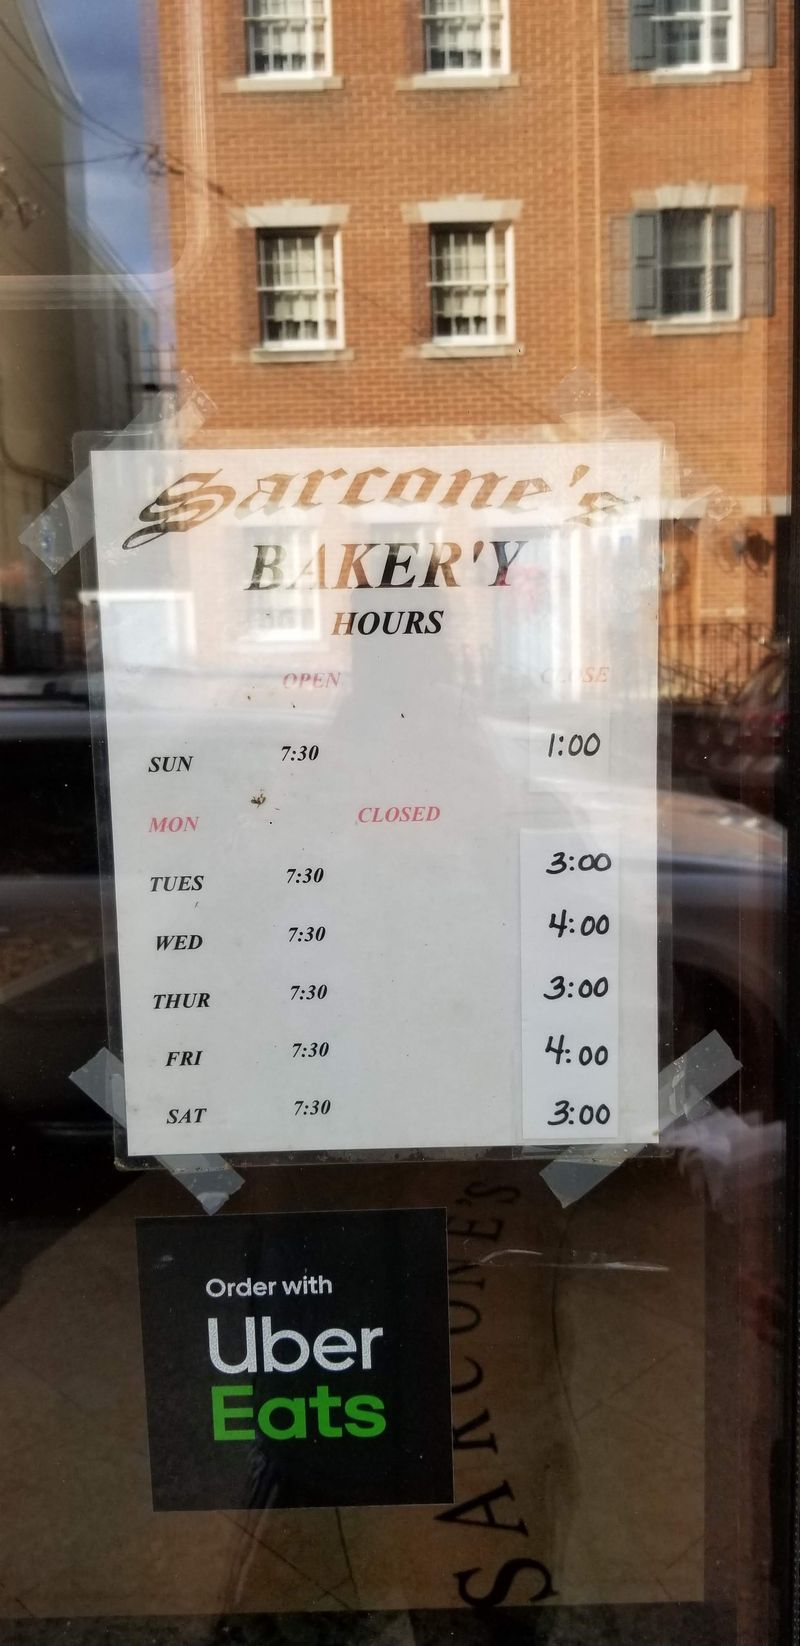 Sarcone's
BAKER'Y
HOURS
OPEN CLOSE
SUN 7:30 1:00
MON CLOSED
TUES 7:30 3:00
WED 7:30 4:00
THUR 7:30 3:00
FRI 7:30 4:00
SAT 7:30 3:00
Order with
Uber
Eats
SARCONE'S